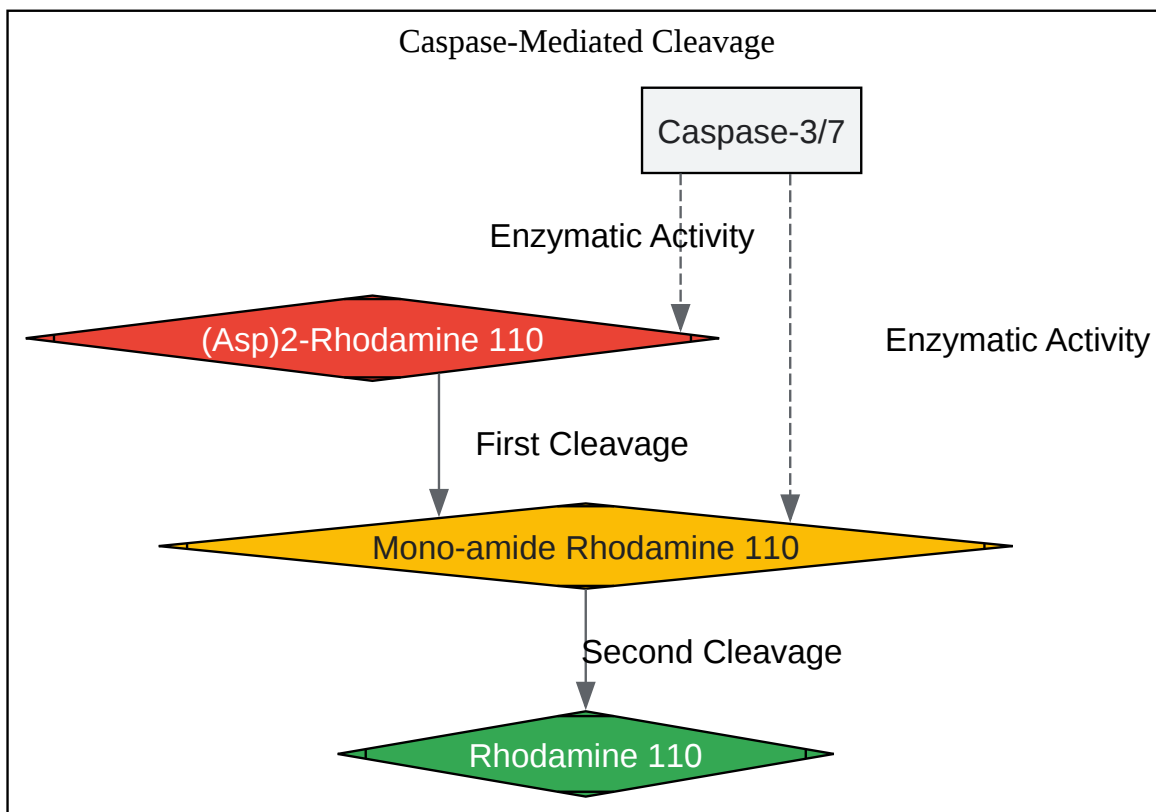 Caspase-Mediated Cleavage
Caspase-3/7
Enzymatic Activity
(Asp)2-Rhodamine 110
Enzymatic Activity
First Cleavage
Mono-amide Rhodamine 110
Second Cleavage
Rhodamine 110